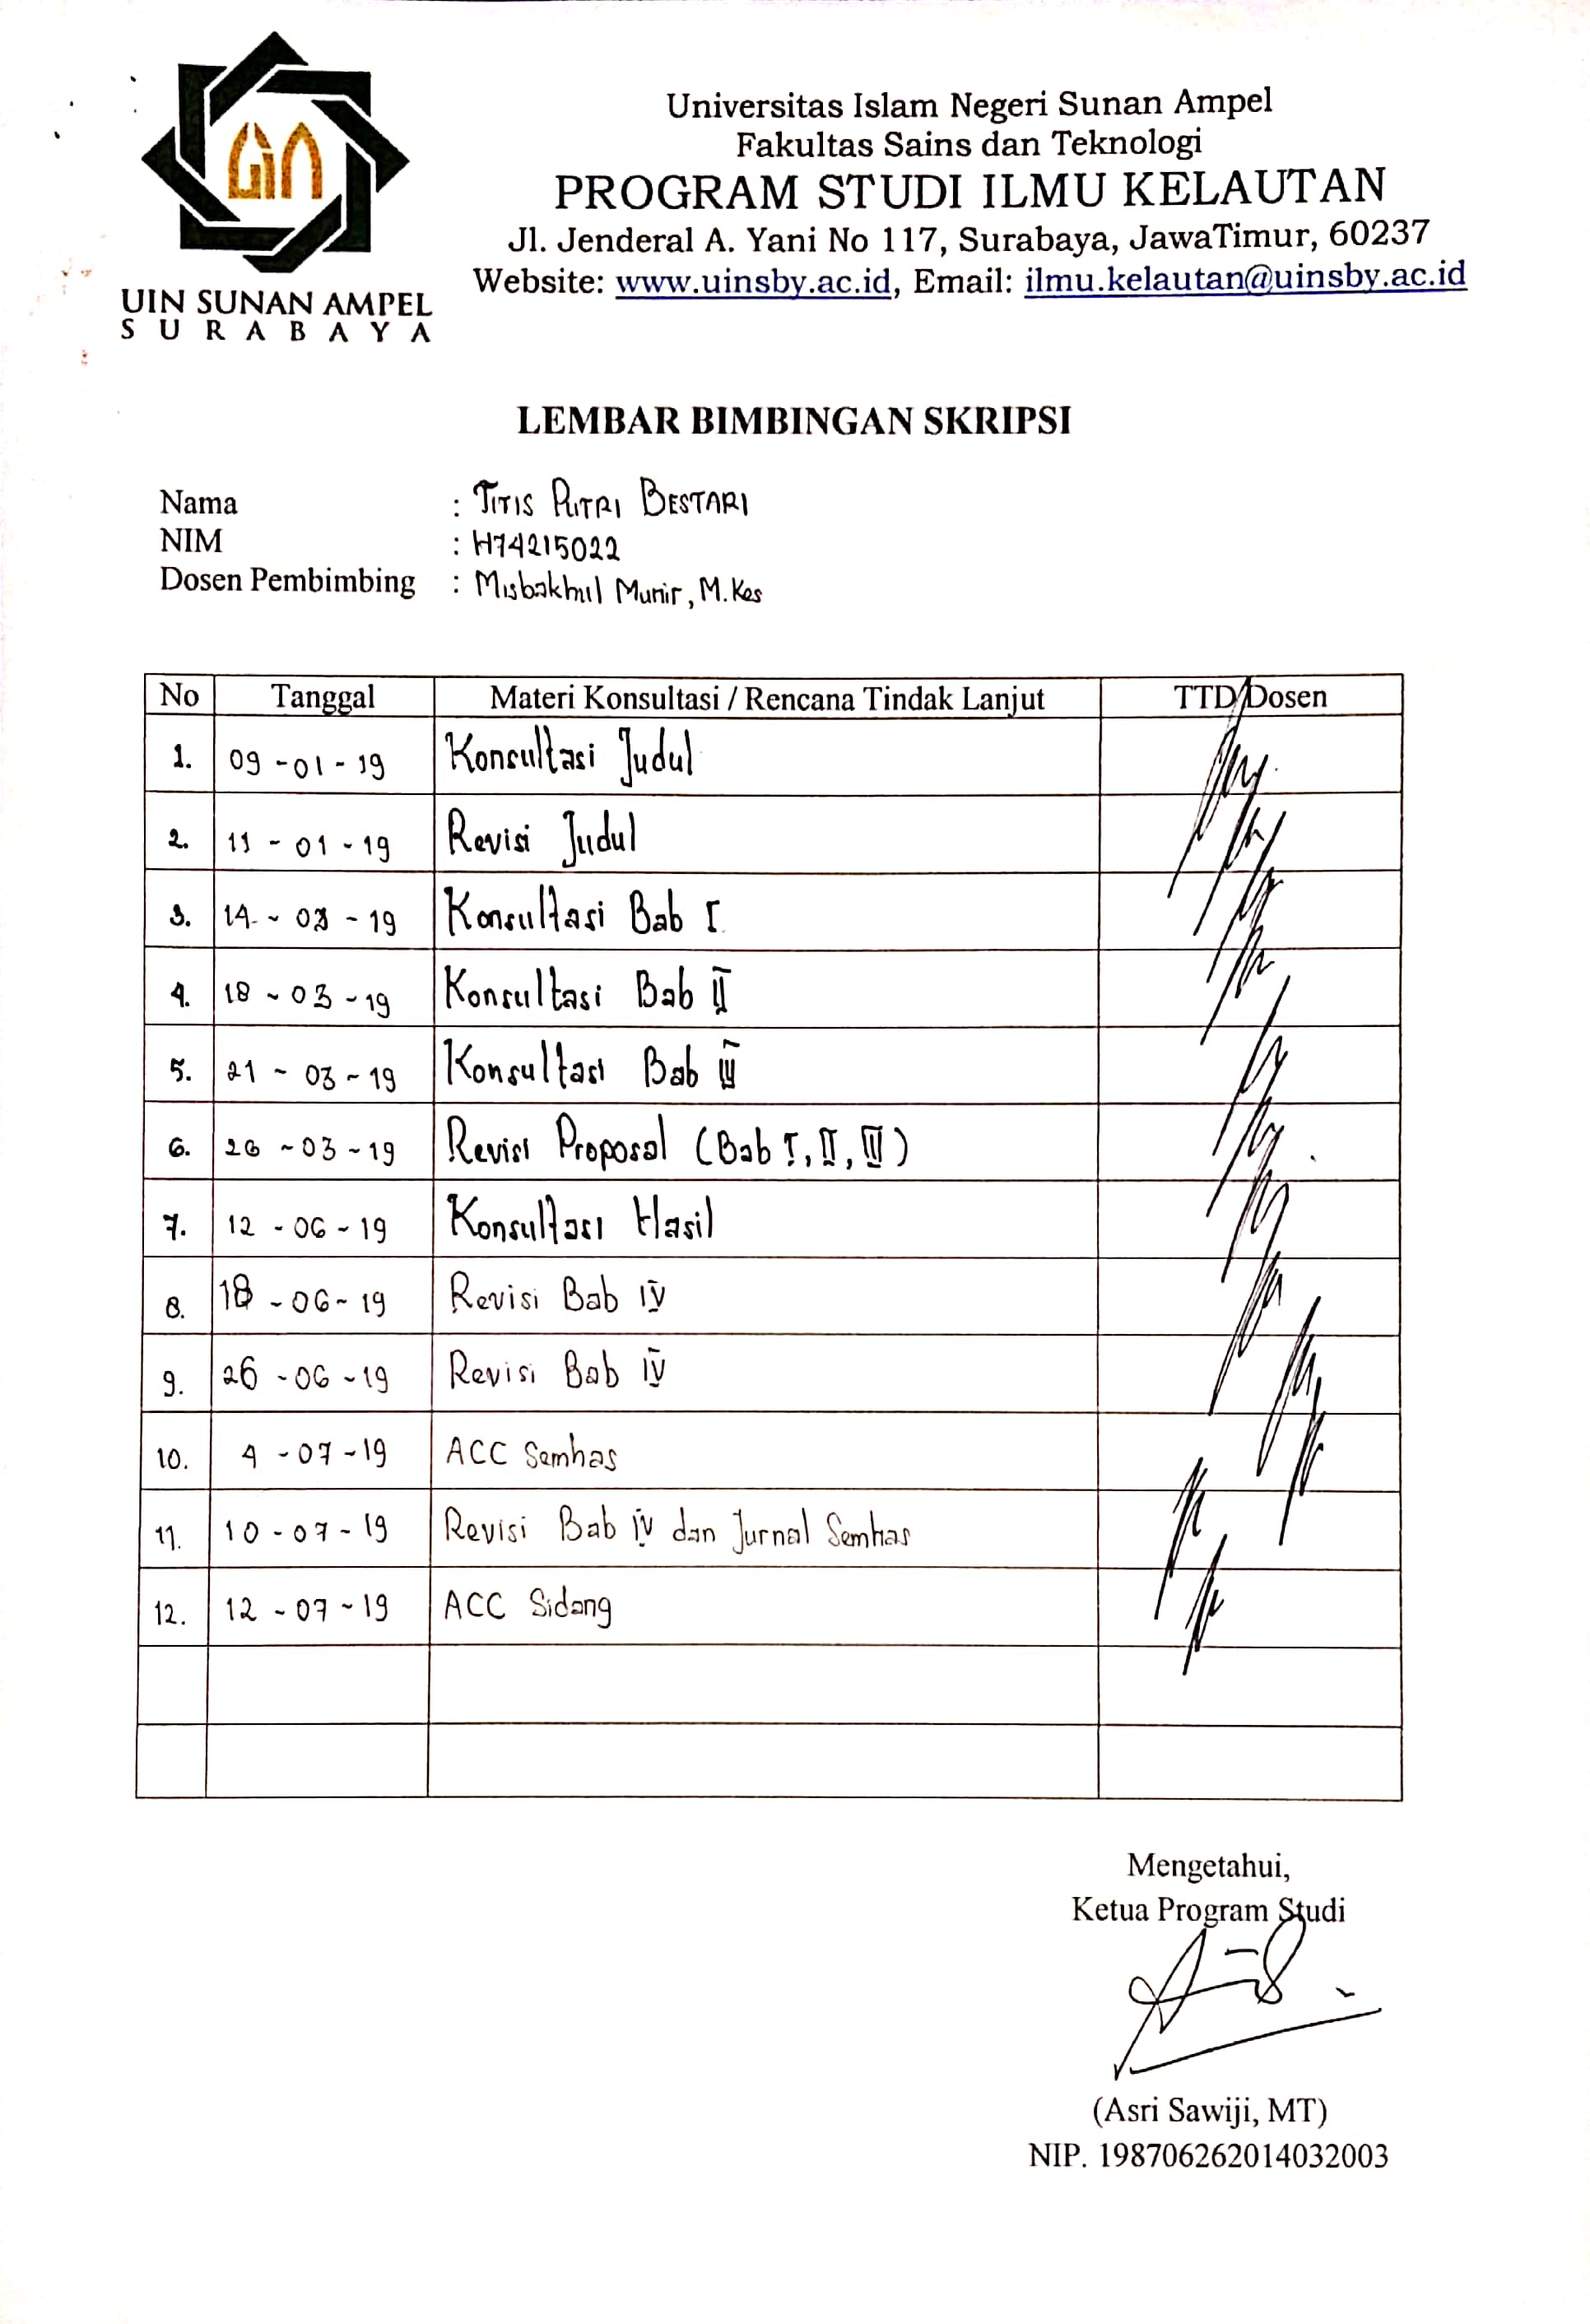 UIN SUNAN AMPEL
S U R A B A Y A
Universitas Islam Negeri Sunan Ampel
Fakultas Sains dan Teknologi
PROGRAM STUDI ILMU KELAUTAN
Jl. Jenderal A. Yani No 117, Surabaya, JawaTimur, 60237
Website: www.uinsby.ac.id, Email: ilmu.kelautan@uinsby.ac.id
LEMBAR BIMBINGAN SKRIPSI
Nama : TITIS PUTRI BESTARI
NIM : H74215022
Dosen Pembimbing : Misbakhul Munir, M.Kes
No Tanggal Materi Konsultasi / Rencana Tindak Lanjut TTD Dosen
1. 09-01-19 Konsultasi Judul
2. 11-01-19 Revisi Judul
3. 14-03-19 Konsultasi Bab I
4. 18-03-19 Konsultasi Bab II
5. 21-03-19 Konsultasi Bab III
6. 26-03-19 Revisi Proposal (Bab I, II, III)
7. 12-06-19 Konsultasi Hasil
8. 18-06-19 Revisi Bab IV
9. 26-06-19 Revisi Bab IV
10. 4-07-19 ACC Semhas
11. 10-07-19 Revisi Bab IV dan Jurnal Semhas
12. 12-07-19 ACC Sidang
Mengetahui,
Ketua Program Studi
(Asri Sawiji, MT)
NIP. 198706262014032003